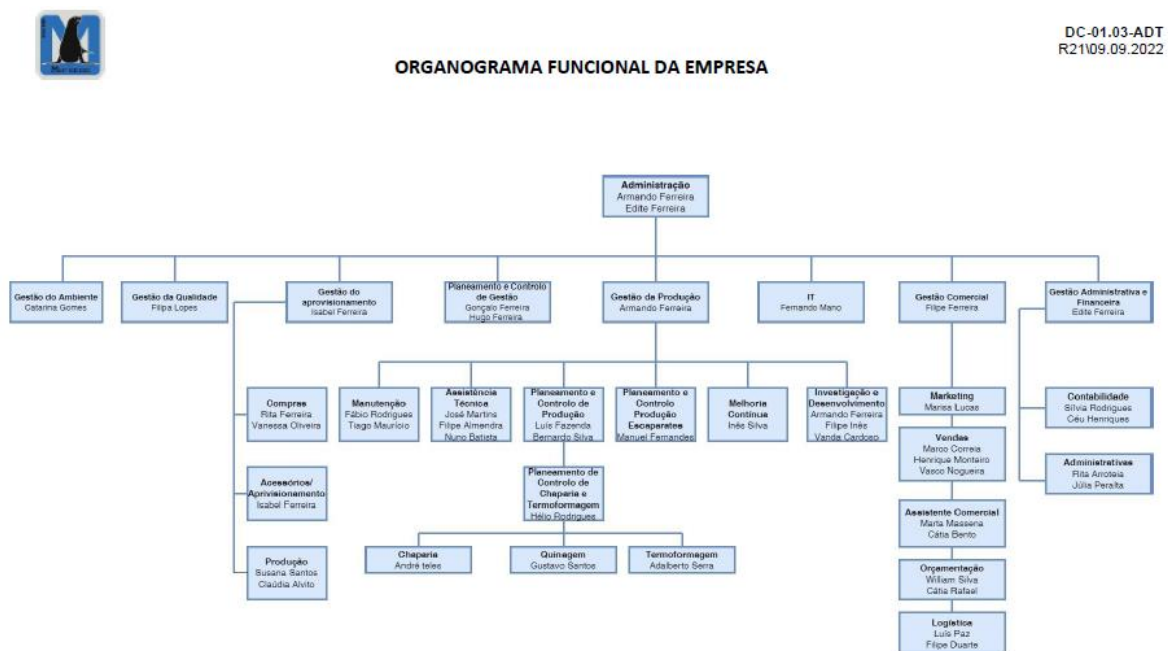 DC-01.03-ADT
R21\09.09.2022
ORGANOGRAMA FUNCIONAL DA EMPRESA
Administração
Armando Ferreira
Edite Ferreira
Gestão do Ambiente
Catarina Gomes
Gestão da Qualidade
Filipa Lopes
Gestão do
aprovisionamento
Isabel Ferreira
Planeamento e Controlo
de Gestão
Gonçalo Ferreira
Hugo Ferreira
Gestão da Produção
Armando Ferreira
IT
Fernando Mano
Gestão Comercial
Filipe Ferreira
Gestão Administrativa e
Financeira
Edite Ferreira
Compras
Rita Ferreira
Vanessa Oliveira
Manutenção
Fábio Rodrigues
Tiago Maurício
Assistência
Técnica
José Martins
Filipe Almendra
Nuno Batista
Planeamento e
Controlo de
Produção
Luís Fazenda
Bernardo Silva
Planeamento e
Controlo
Produção
Escaparates
Manuel Fernandes
Melhoria
Contínua
Inês Silva
Investigação e
Desenvolvimento
Armando Ferreira
Filipe Inês
Vanda Cardoso
Marketing
Marisa Lucas
Contabilidade
Sílvia Rodrigues
Céu Henriques
Vendas
Marco Correia
Henrique Monteiro
Vasco Nogueira
Administrativas
Rita Arroteia
Júlia Peralta
Acessórios/
Aprivisionamento
Isabel Ferreira
Planeamento de
Controlo de
Chaparia e
Termoformagem
Hélio Rodrigues
Assistente Comercial
Marta Massena
Cátia Bento
Produção
Susana Santos
Claúdia Alvito
Chaparia
André teles
Quinagem
Gustavo Santos
Termoformagem
Adalberto Serra
Orçamentação
William Silva
Cátia Rafael
Logística
Luís Paz
Filipe Duarte